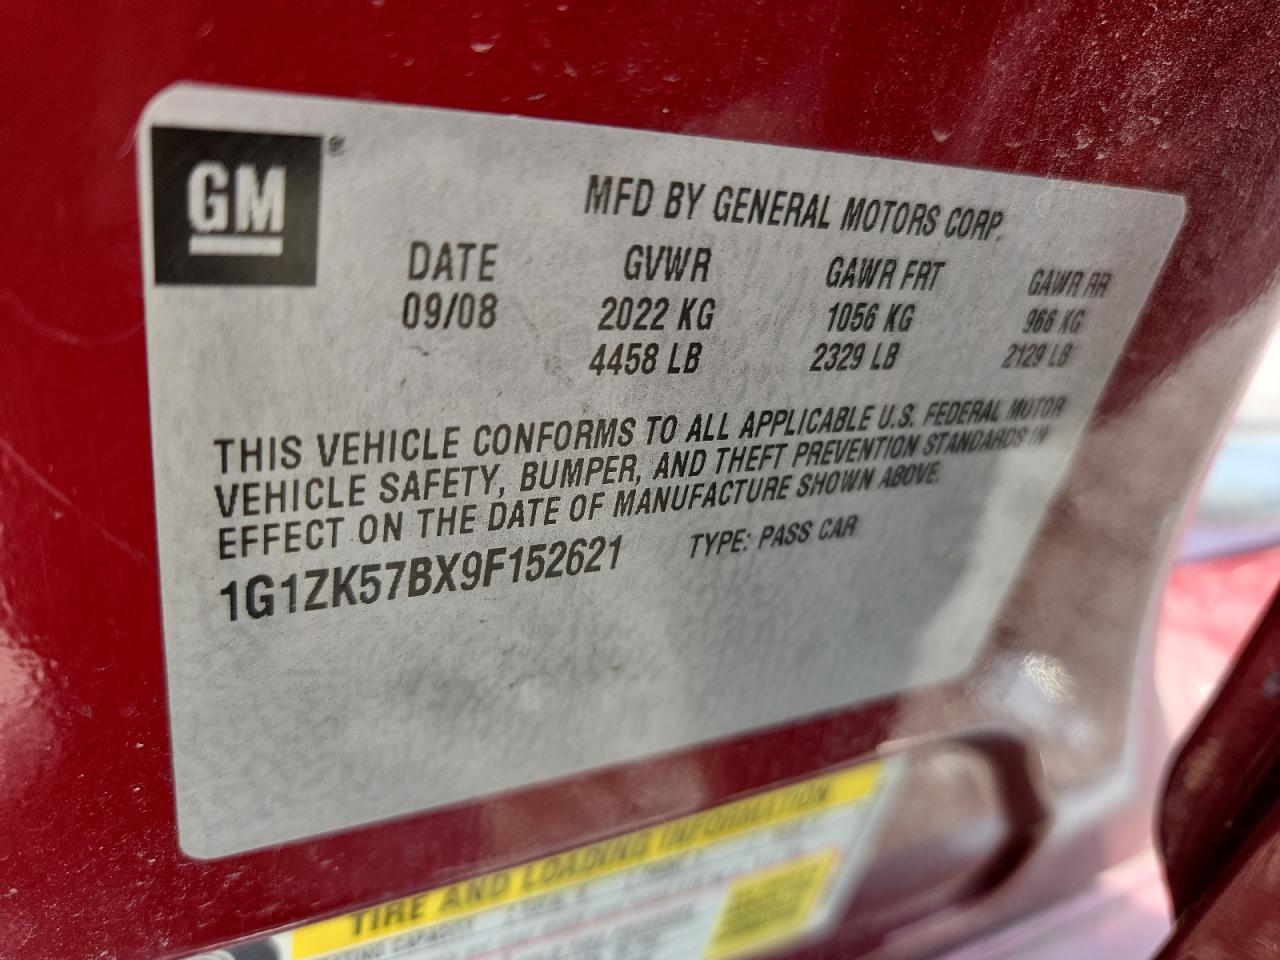 GM ®
MFD BY GENERAL MOTORS CORP.
DATE GVWR GAWR FRT GAWR RR
09/08 2022 KG 1056 KG 966 KG
4458 LB 2329 LB 2129 LB
THIS VEHICLE CONFORMS TO ALL APPLICABLE U.S. FEDERAL MOTOR
VEHICLE SAFETY, BUMPER, AND THEFT PREVENTION STANDARDS IN
EFFECT ON THE DATE OF MANUFACTURE SHOWN ABOVE.
1G1ZK57BX9F152621 TYPE: PASS CAR
TIRE AND LOADING INFORMATION
CAPACITY